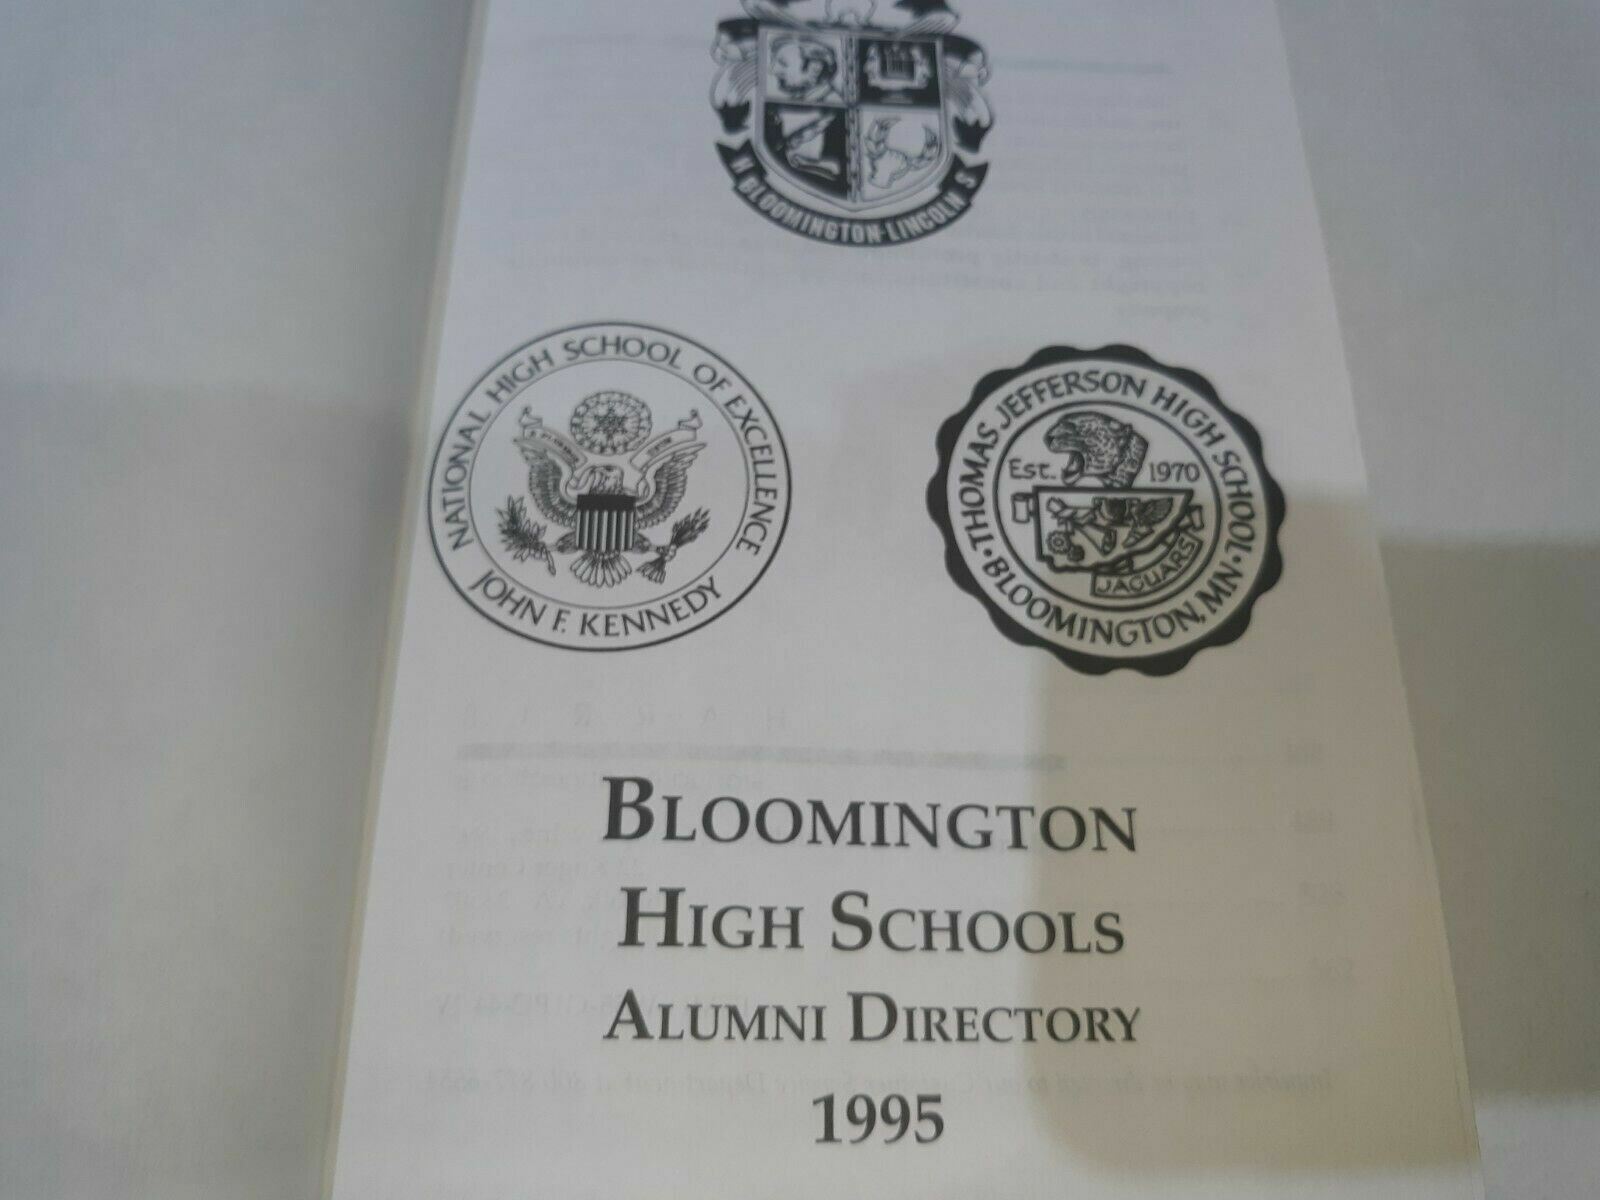 H BLOOMINGTON-LINCOLN S
NATIONAL HIGH SCHOOL OF EXCELLENCE
JOHN F. KENNEDY
THOMAS JEFFERSON HIGH SCHOOL
Est. 1970
JAGUARS
BLOOMINGTON, MN
BLOOMINGTON
HIGH SCHOOLS
ALUMNI DIRECTORY
1995